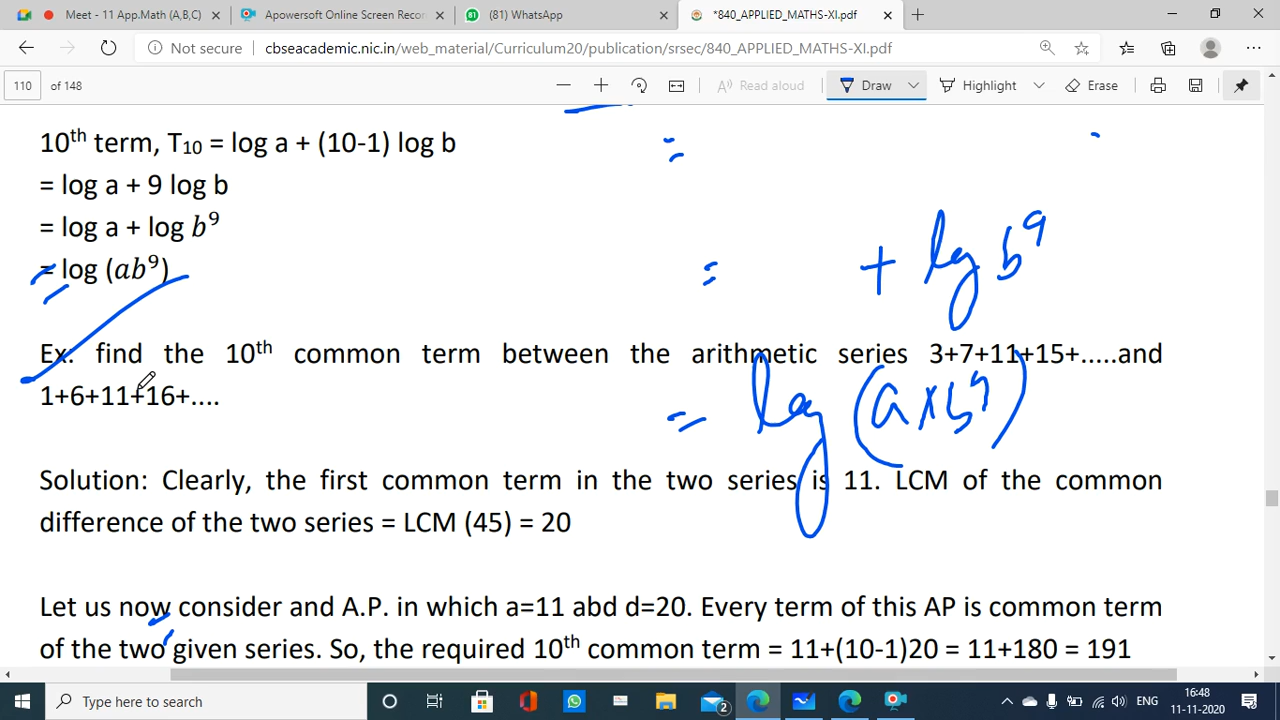 Meet - 11 App.Math (A,B,C)
Apowersoft Online Screen Recor
(81) WhatsApp
*840_APPLIED_MATHS-XI.pdf
Not secure | cbseacademic.nic.in/web_material/Curriculum20/publication/srsec/840_APPLIED_MATHS-XI.pdf
110 of 148
Read aloud
Draw
Highlight
Erase
10th term, T10 = log a + (10-1) log b
= log a + 9 log b
= log a + log b⁹
= log (ab⁹)
=
= + log b⁹
= log (a×b⁹)
Ex: find the 10th common term between the arithmetic series 3+7+11+15+.....and
1+6+11+16+....
Solution: Clearly, the first common term in the two series is 11. LCM of the common
difference of the two series = LCM (45) = 20
Let us now consider and A.P. in which a=11 abd d=20. Every term of this AP is common term
of the two given series. So, the required 10th common term = 11+(10-1)20 = 11+180 = 191
Type here to search
2
ENG
16:48
11-11-2020